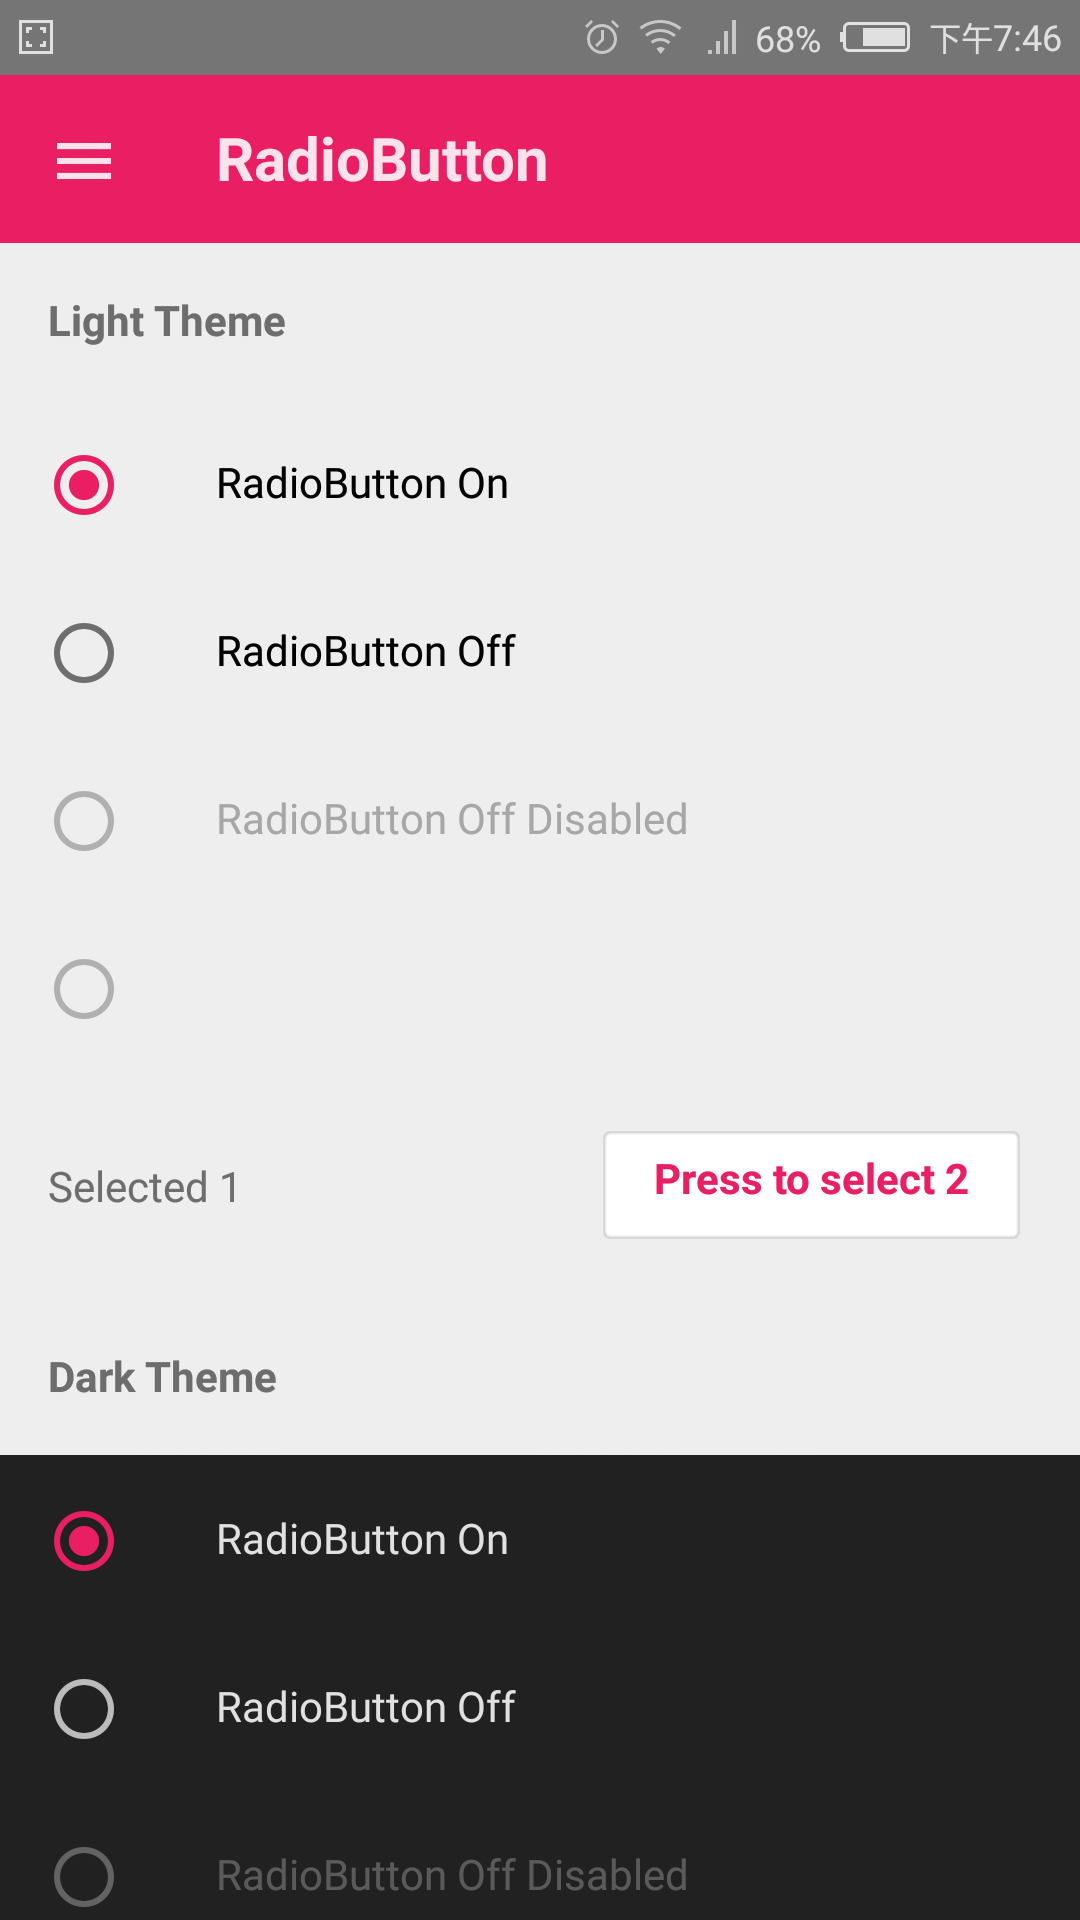 68% 下午7:46
RadioButton
Light Theme
RadioButton On
RadioButton Off
RadioButton Off Disabled
Selected 1
Press to select 2
Dark Theme
RadioButton On
RadioButton Off
RadioButton Off Disabled